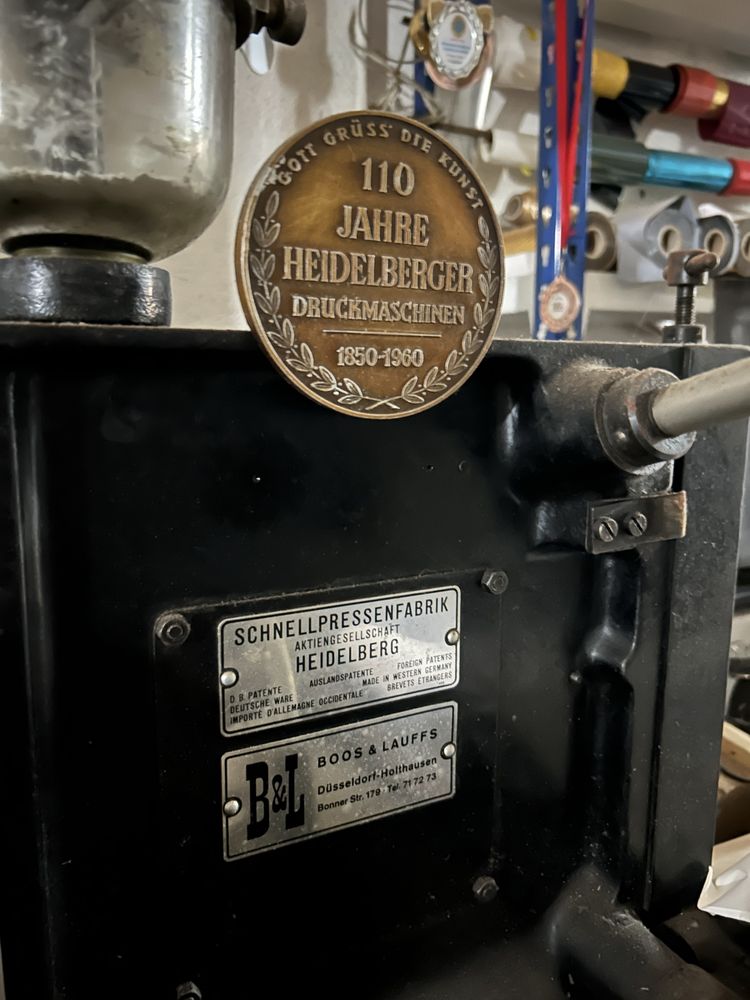 GOTT GRÜSS' DIE KUNST
110
JAHRE
HEIDELBERGER
DRUCKMASCHINEN
1850-1960
SCHNELLPRESSENFABRIK
AKTIENGESELLSCHAFT
HEIDELBERG
D. B. PATENTE AUSLANDSPATENTE FOREIGN PATENTS
DEUTSCHE WARE MADE IN WESTERN GERMANY
IMPORTÉ D'ALLEMAGNE OCCIDENTALE BREVETS ÉTRANGERS
B&L
BOOS & LAUFFS
Düsseldorf-Holthausen
Bonner Str. 179 · Tel. 71 72 73